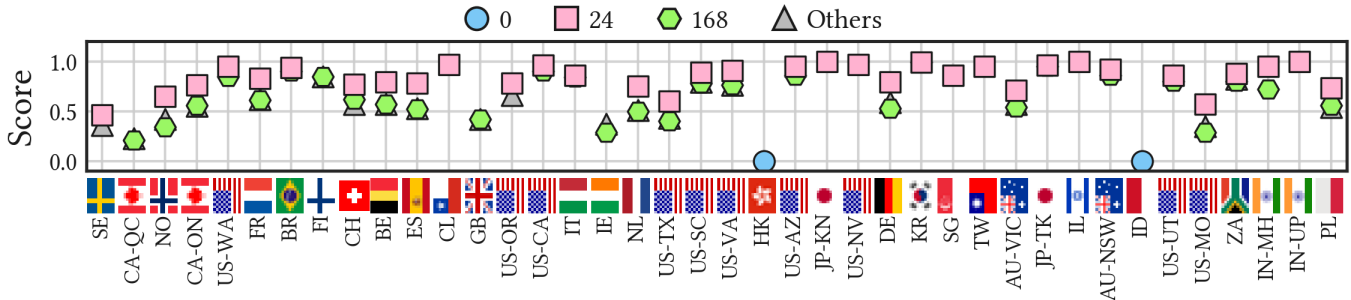 0 24 168 Others
Score
1.0
0.5
0.0
SE CA-QC NO CA-ON US-WA FR BR FI CH BE ES CL GB US-OR US-CA IT IE NL US-TX US-SC US-VA HK US-AZ JP-KN US-NV DE KR SG TW AU-VIC JP-TK IL AU-NSW ID US-UT US-MO ZA IN-MH IN-UP PL